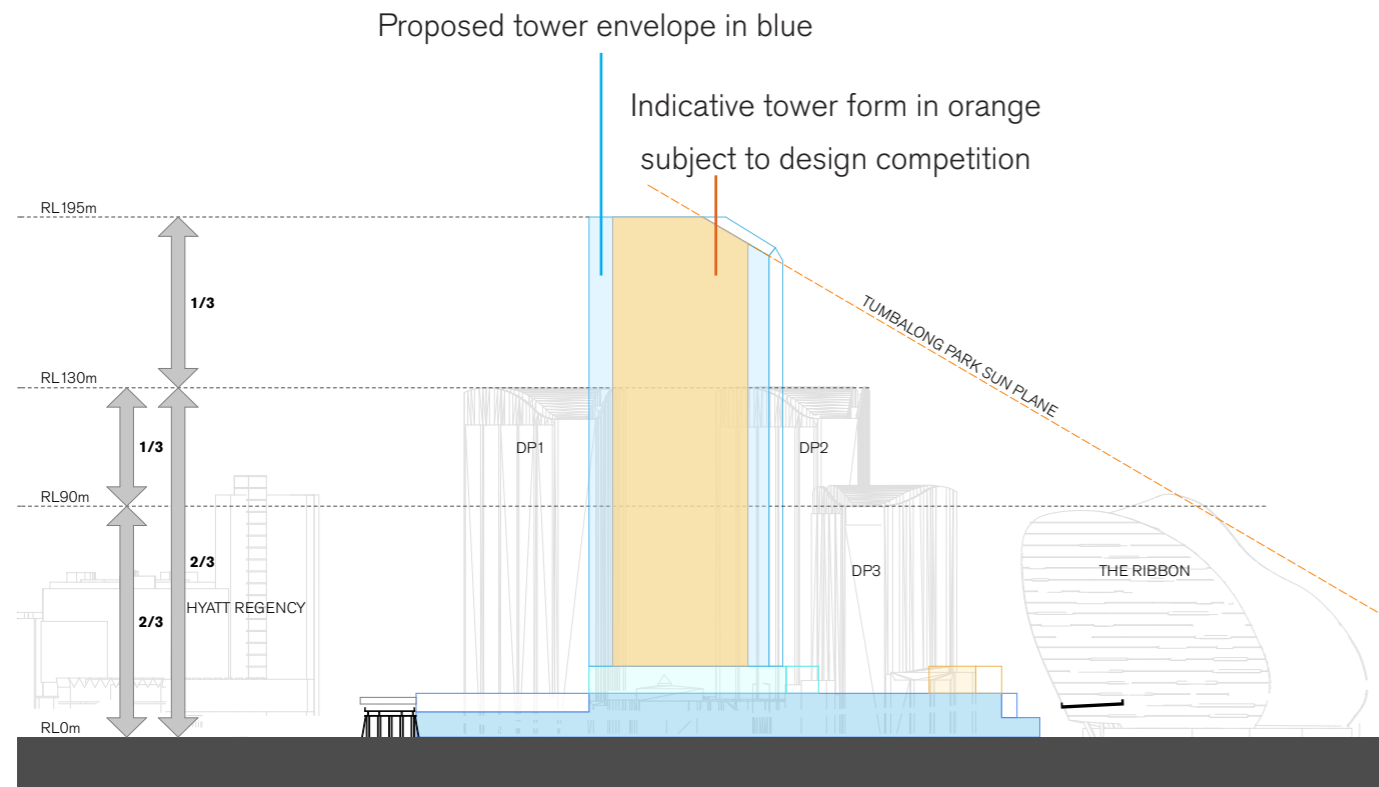 Proposed tower envelope in blue
Indicative tower form in orange
subject to design competition
RL195m
1/3
TUMBALONG PARK SUN PLANE
RL130m
1/3
DP1
DP2
RL90m
2/3
DP3
THE RIBBON
HYATT REGENCY
2/3
RL0m